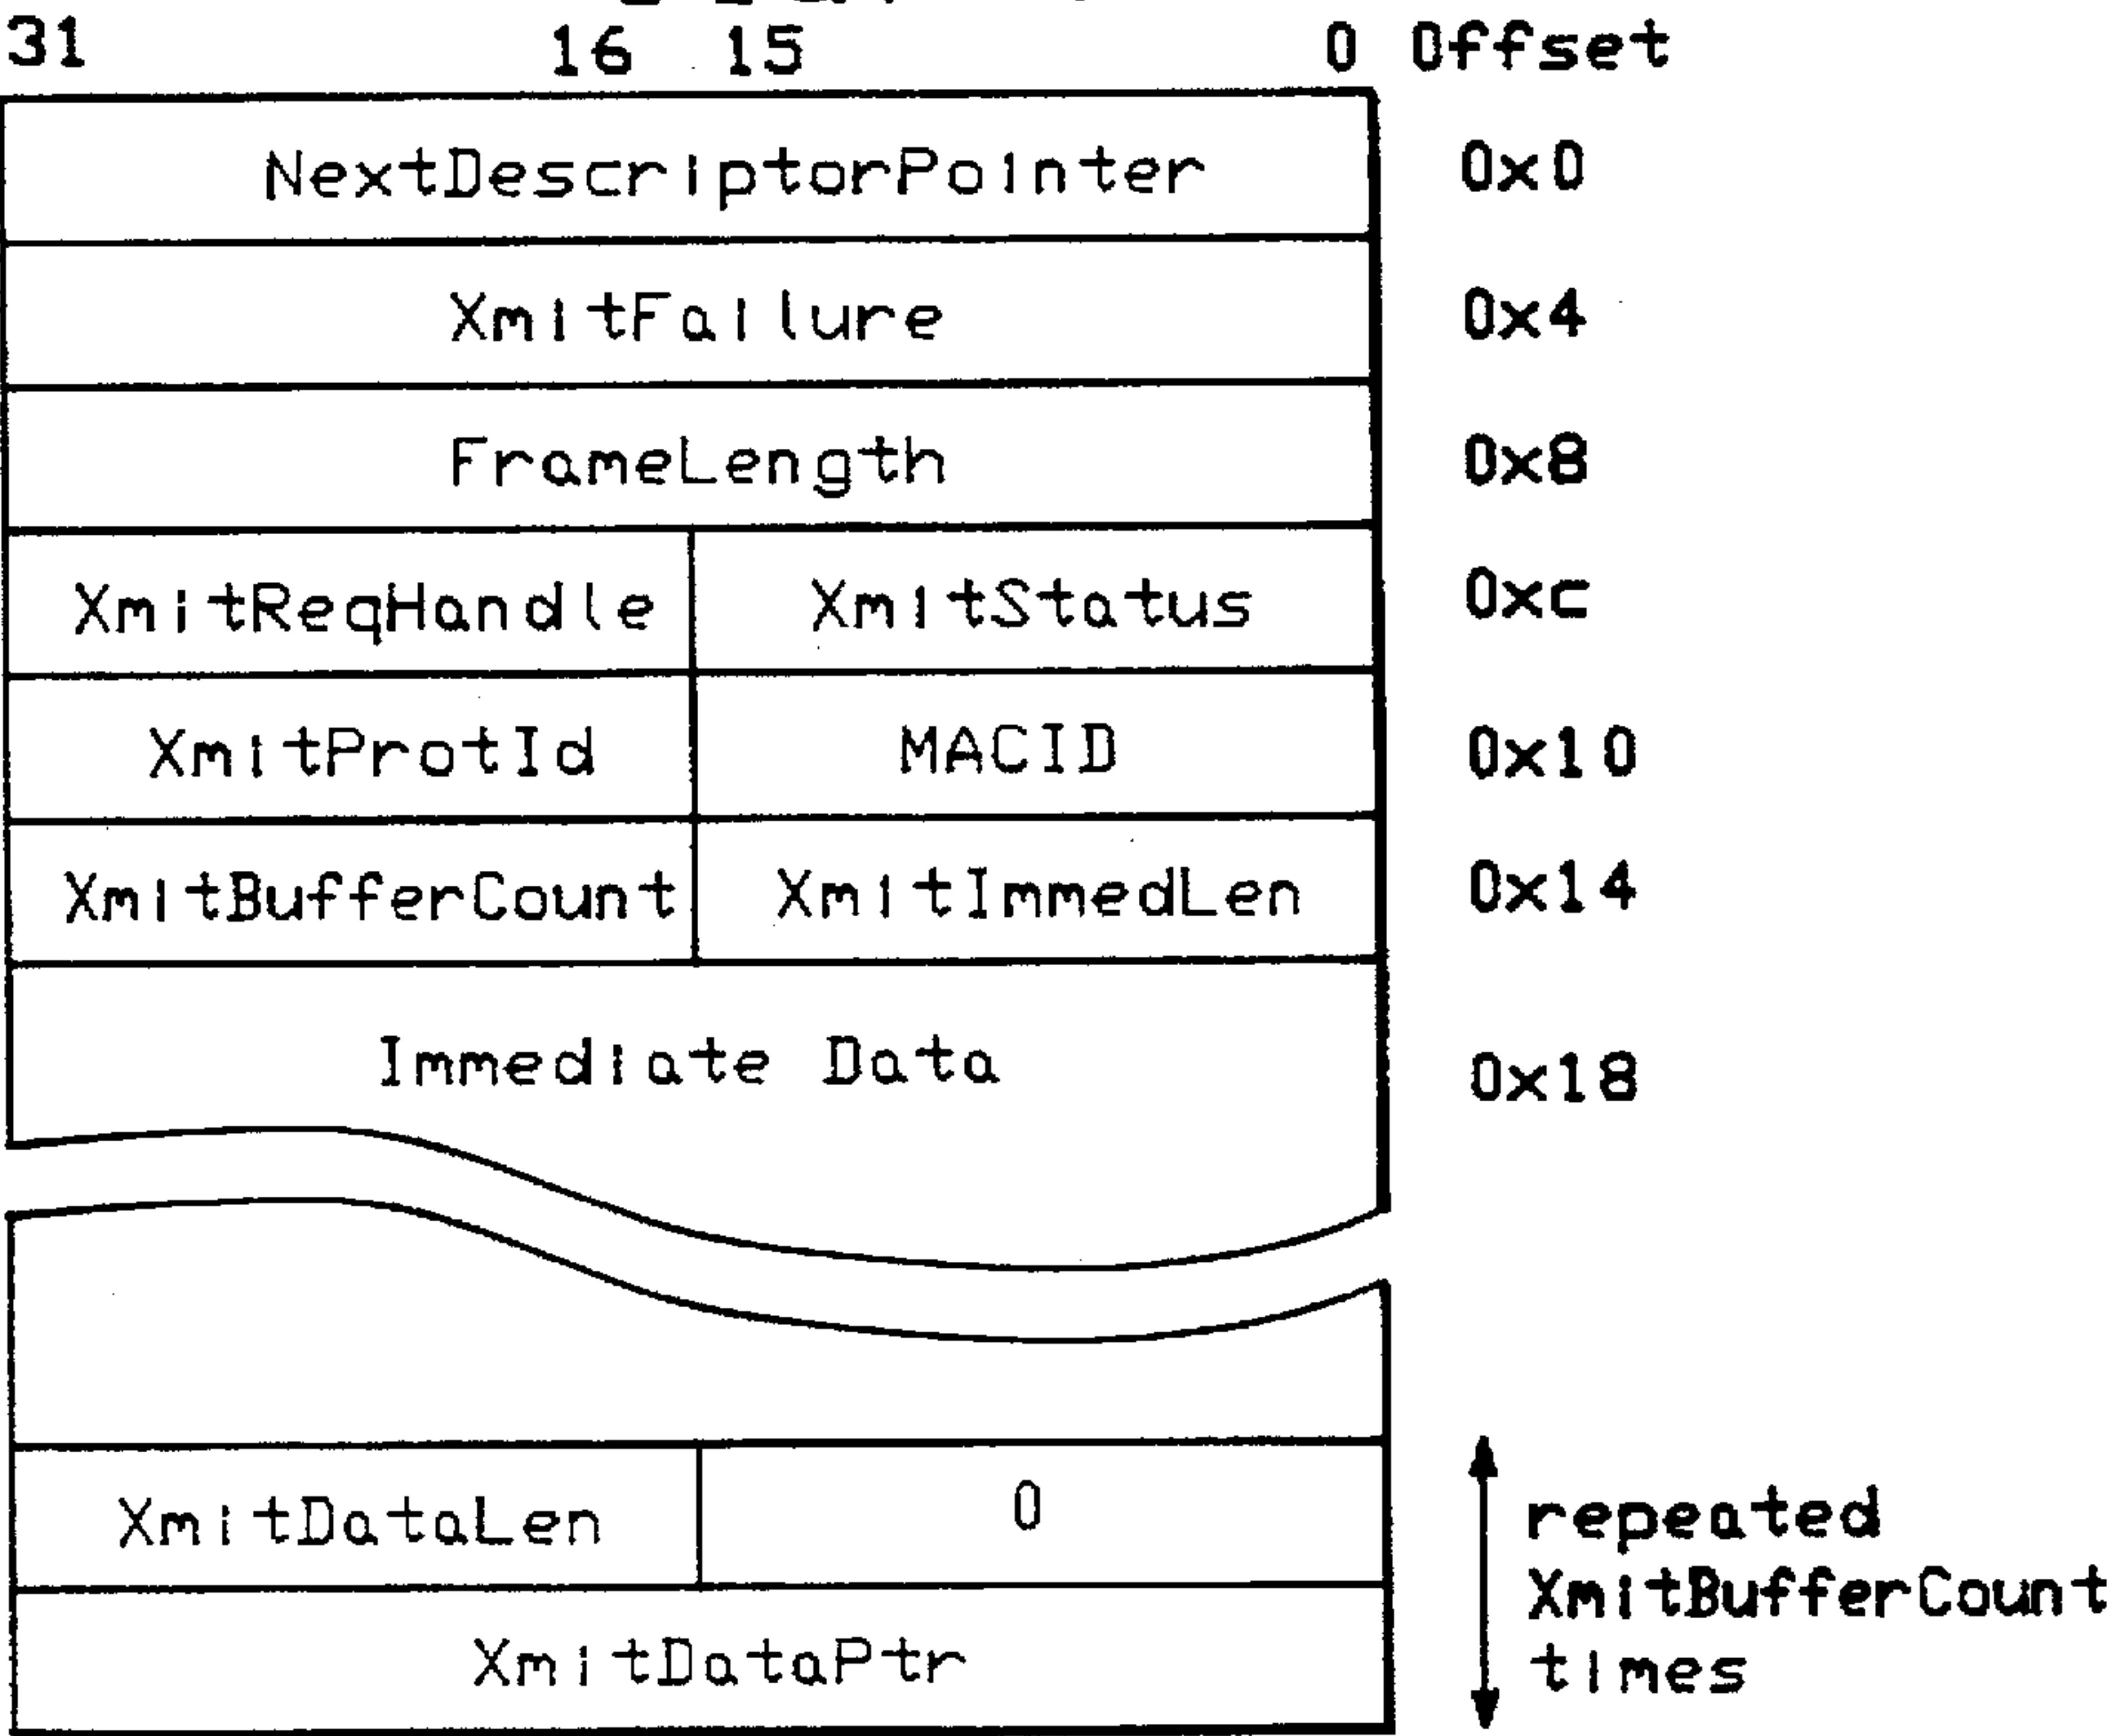 31 16 15 0 Offset
NextDescriptorPointer 0x0
XmitFailure 0x4
FrameLength 0x8
XmitReqHandle XmitStatus 0xc
XmitProtId MACID 0x10
XmitBufferCount XmitImmedLen 0x14
Immediate Data 0x18
XmitDataLen 0
repeated
XmitBufferCount
times
XmitDataPtr